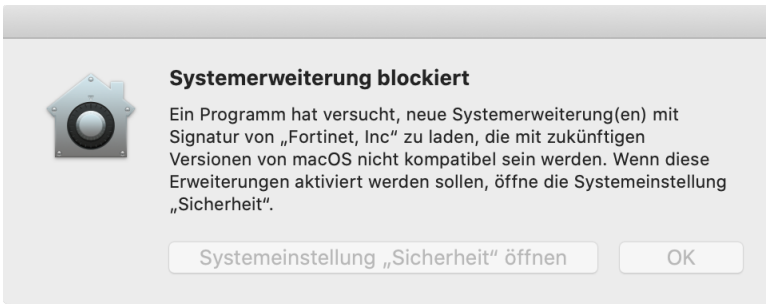 Systemerweiterung blockiert
Ein Programm hat versucht, neue Systemerweiterung(en) mit
Signatur von „Fortinet, Inc“ zu laden, die mit zukünftigen
Versionen von macOS nicht kompatibel sein werden. Wenn diese
Erweiterungen aktiviert werden sollen, öffne die Systemeinstellung
„Sicherheit“.
Systemeinstellung „Sicherheit“ öffnen
OK